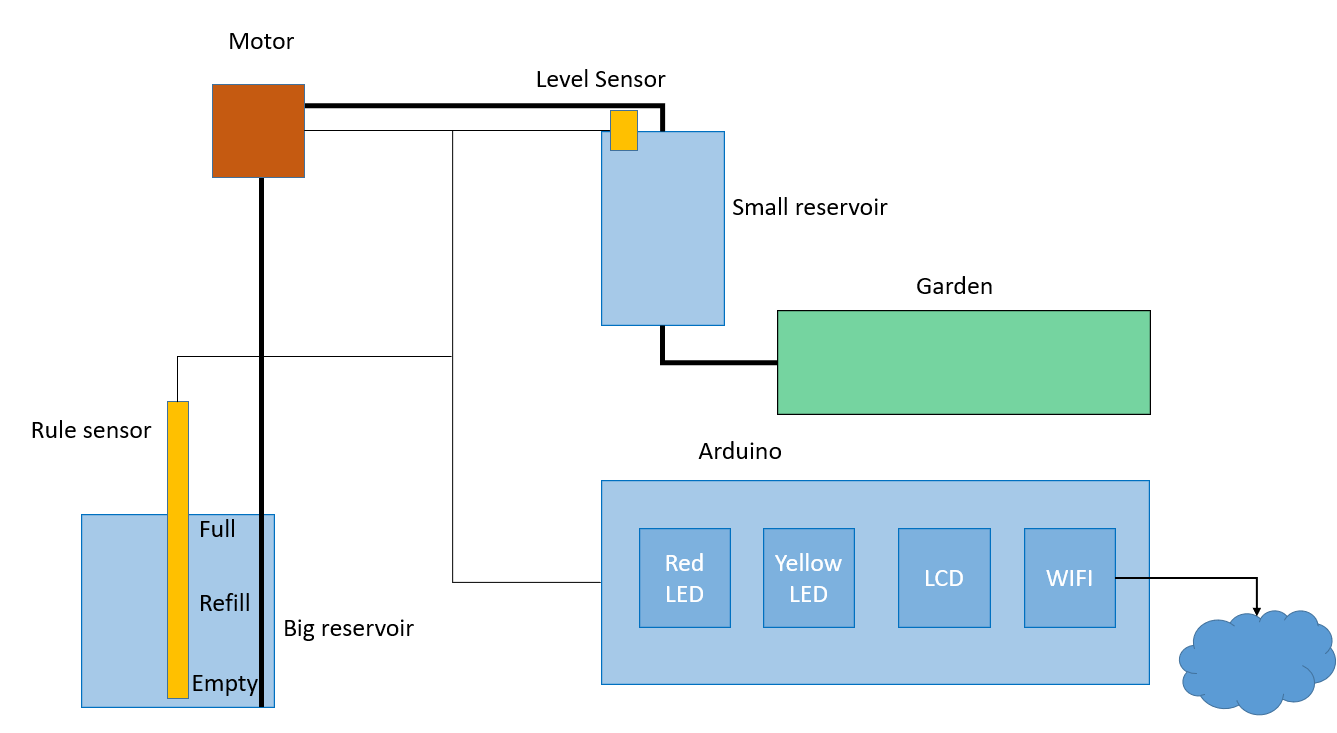 Motor
Level Sensor
Small reservoir
Garden
Rule sensor
Arduino
Full
Refill
Empty
Big reservoir
Red
LED
Yellow
LED
LCD
WIFI